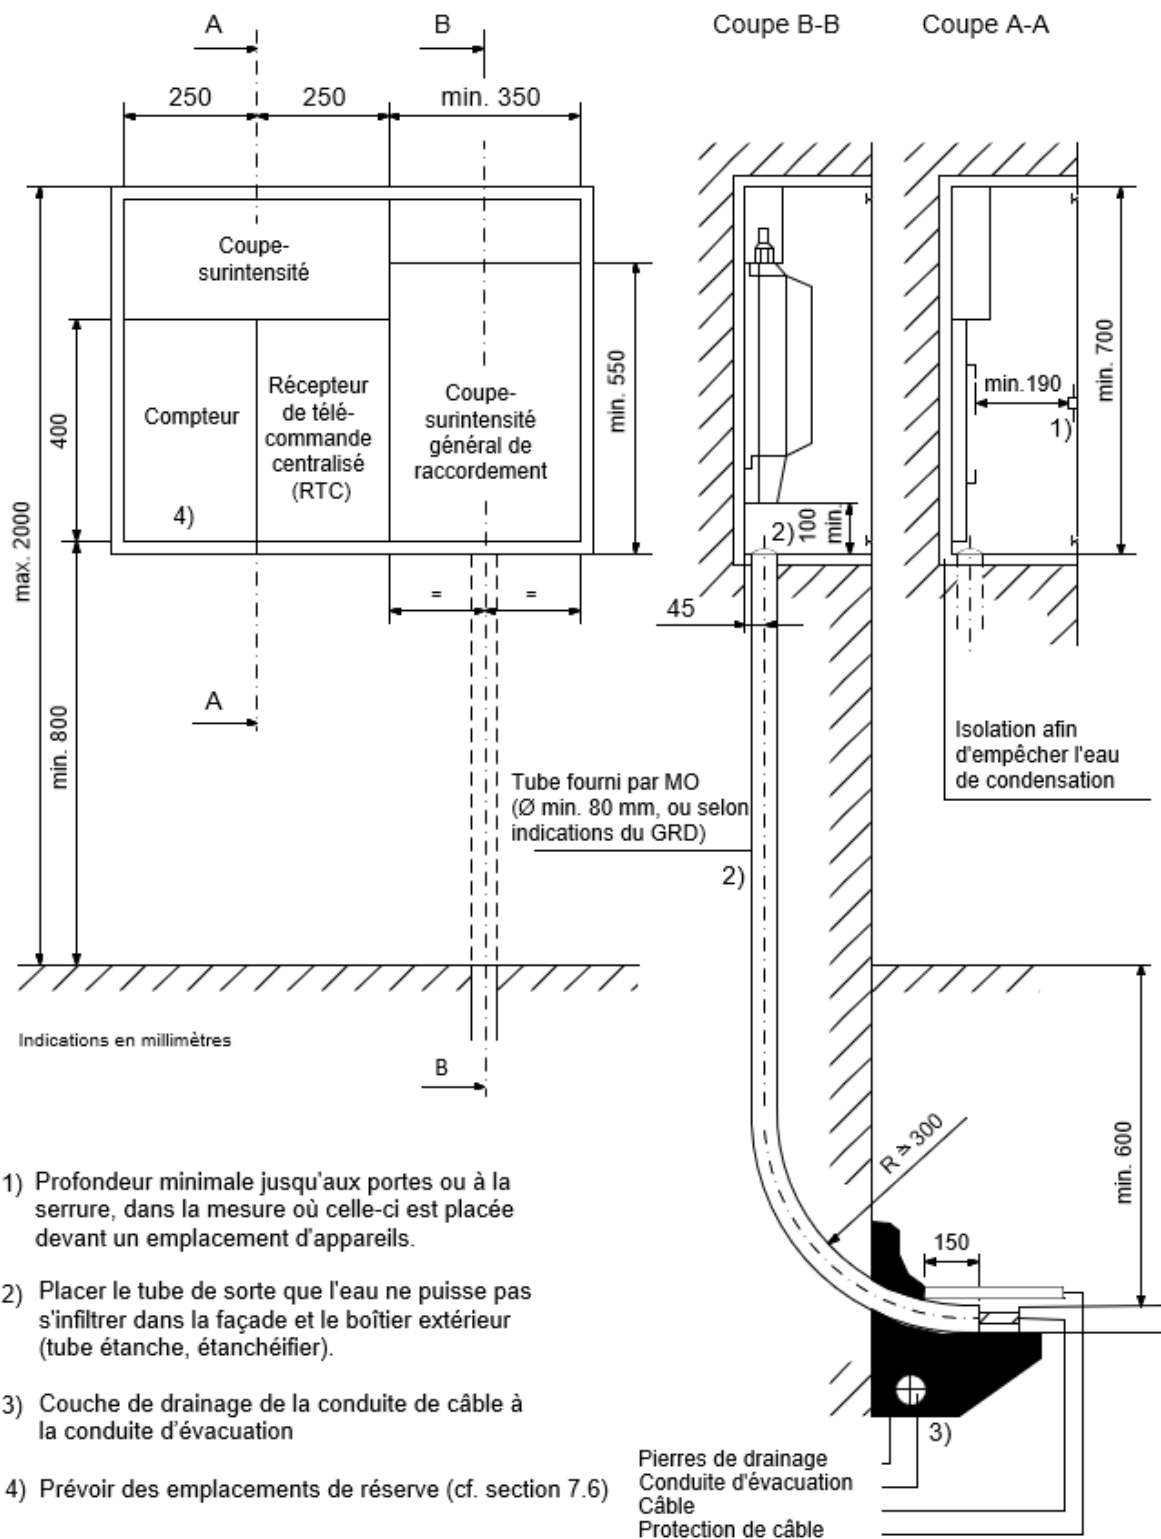 A
B
Coupe B-B
Coupe A-A
250
250
min. 350
Coupe-
surintensité
Compteur
Récepteur
de télé-
commande
centralisé
(RTC)
Coupe-
surintensité
général de
raccordement
4)
400
max. 2000
min. 800
min. 550
min. 700
min. 190
1)
2)
100
min.
=
=
45
A
Isolation afin
d'empêcher l'eau
de condensation
Tube fourni par MO
(Ø min. 80 mm, ou selon
indications du GRD)
2)
Indications en millimètres
B
R ⩾ 300
min. 600
150
1) Profondeur minimale jusqu'aux portes ou à la
serrure, dans la mesure où celle-ci est placée
devant un emplacement d'appareils.
2) Placer le tube de sorte que l'eau ne puisse pas
s'infiltrer dans la façade et le boîtier extérieur
(tube étanche, étanchéifier).
3) Couche de drainage de la conduite de câble à
la conduite d'évacuation
4) Prévoir des emplacements de réserve (cf. section 7.6)
3)
Pierres de drainage
Conduite d'évacuation
Câble
Protection de câble